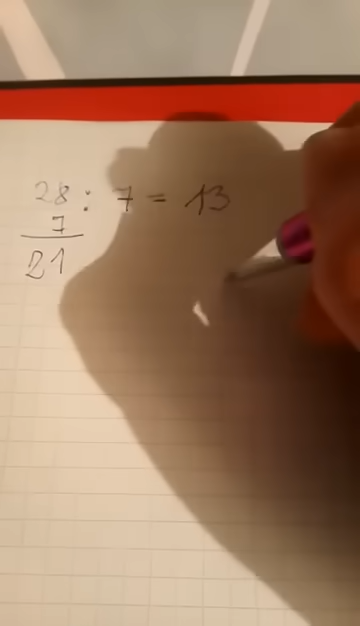 28 : 7 = 13
7
21